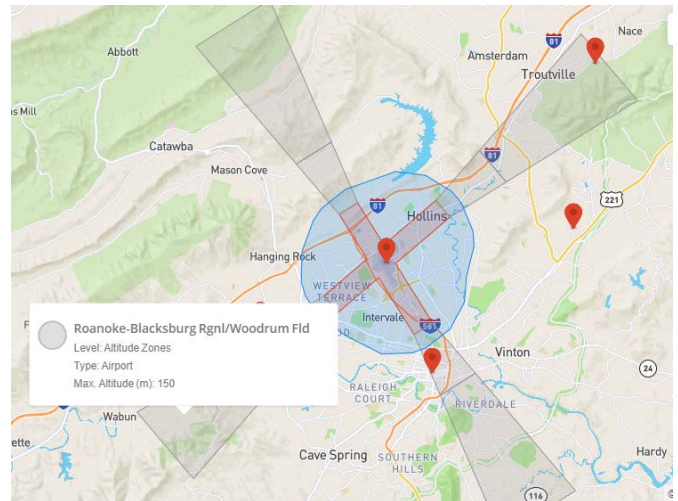 Nace
Abbott
Amsterdam
81
Troutville
Mill
Catawba
81
Mason Cove
221
81
Hollins
Hanging Rock
WESTVIEW
TERRACE
Roanoke-Blacksburg Rgnl/Woodrum Fld
Level: Altitude Zones
Type: Airport
Max. Altitude (m): 150
Intervale
581
Vinton
24
RALEIGH
COURT
RIVERDALE
Wabun
Cave Spring
SOUTHERN
HILLS
Hardy
116
©